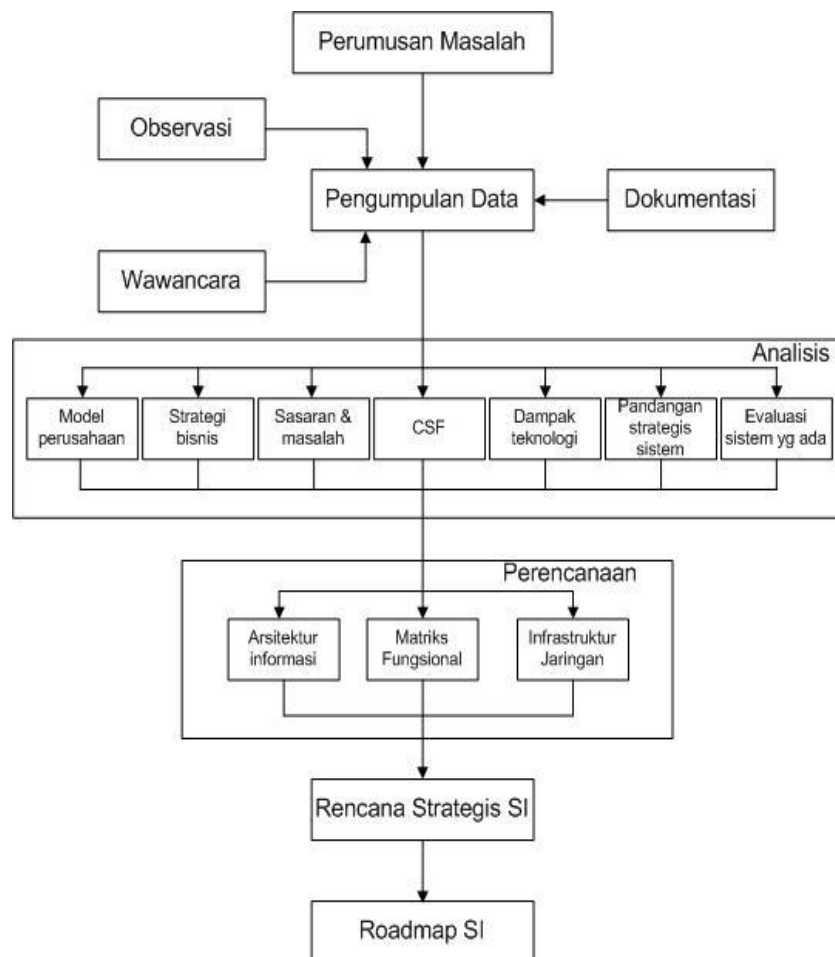 Perumusan Masalah
Observasi
Pengumpulan Data
Dokumentasi
Wawancara
Analisis
Model
perusahaan
Strategi
bisnis
Sasaran &
masalah
CSF
Dampak
teknologi
Pandangan
strategis
sistem
Evaluasi
sistem yg ada
Perencanaan
Arsitektur
informasi
Matriks
Fungsional
Infrastruktur
Jaringan
Rencana Strategis SI
Roadmap SI